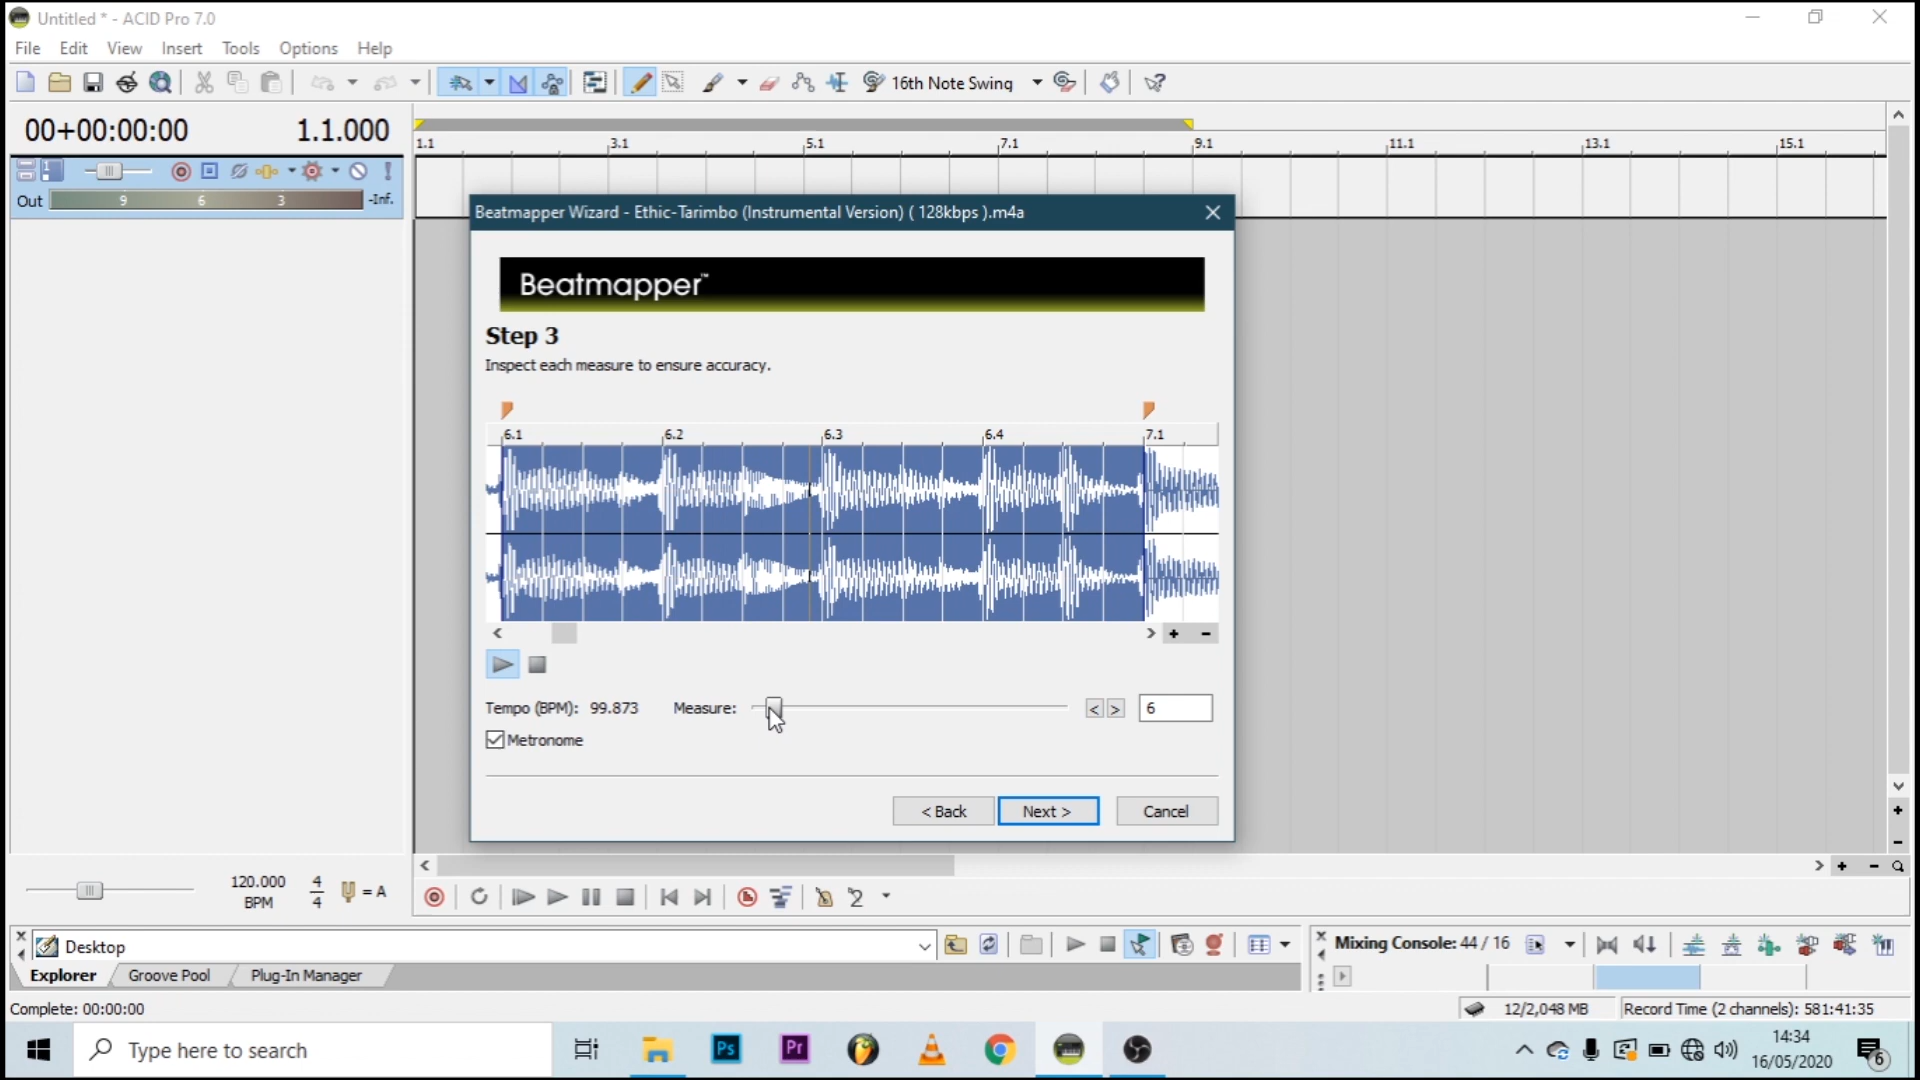 Untitled * - ACID Pro 7.0
File Edit View Insert Tools Options Help
16th Note Swing
00+00:00:00 1.1.000
1.1 3.1 5.1 7.1 9.1 11.1 13.1 15.1
1
Out 9 6 3 -Inf.
Beatmapper Wizard - Ethic-Tarimbo (Instrumental Version) ( 128kbps ).m4a
Beatmapper™
Step 3
Inspect each measure to ensure accuracy.
6.1 6.2 6.3 6.4 7.1
Tempo (BPM): 99.873 Measure: < > 6
Metronome
< Back Next > Cancel
120.000
BPM
4
4
= A
Desktop
Mixing Console: 44 / 16
Explorer Groove Pool Plug-In Manager
Complete: 00:00:00
12/2,048 MB Record Time (2 channels): 581:41:35
Type here to search
Ps Pr
14:34
16/05/2020
6